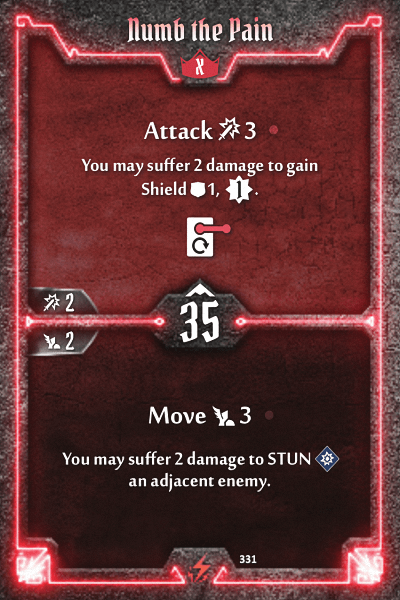 Numb the Pain
X
Attack 3
You may suffer 2 damage to gain
Shield 1, 1.
2
35
2
Move 3
You may suffer 2 damage to STUN
an adjacent enemy.
331